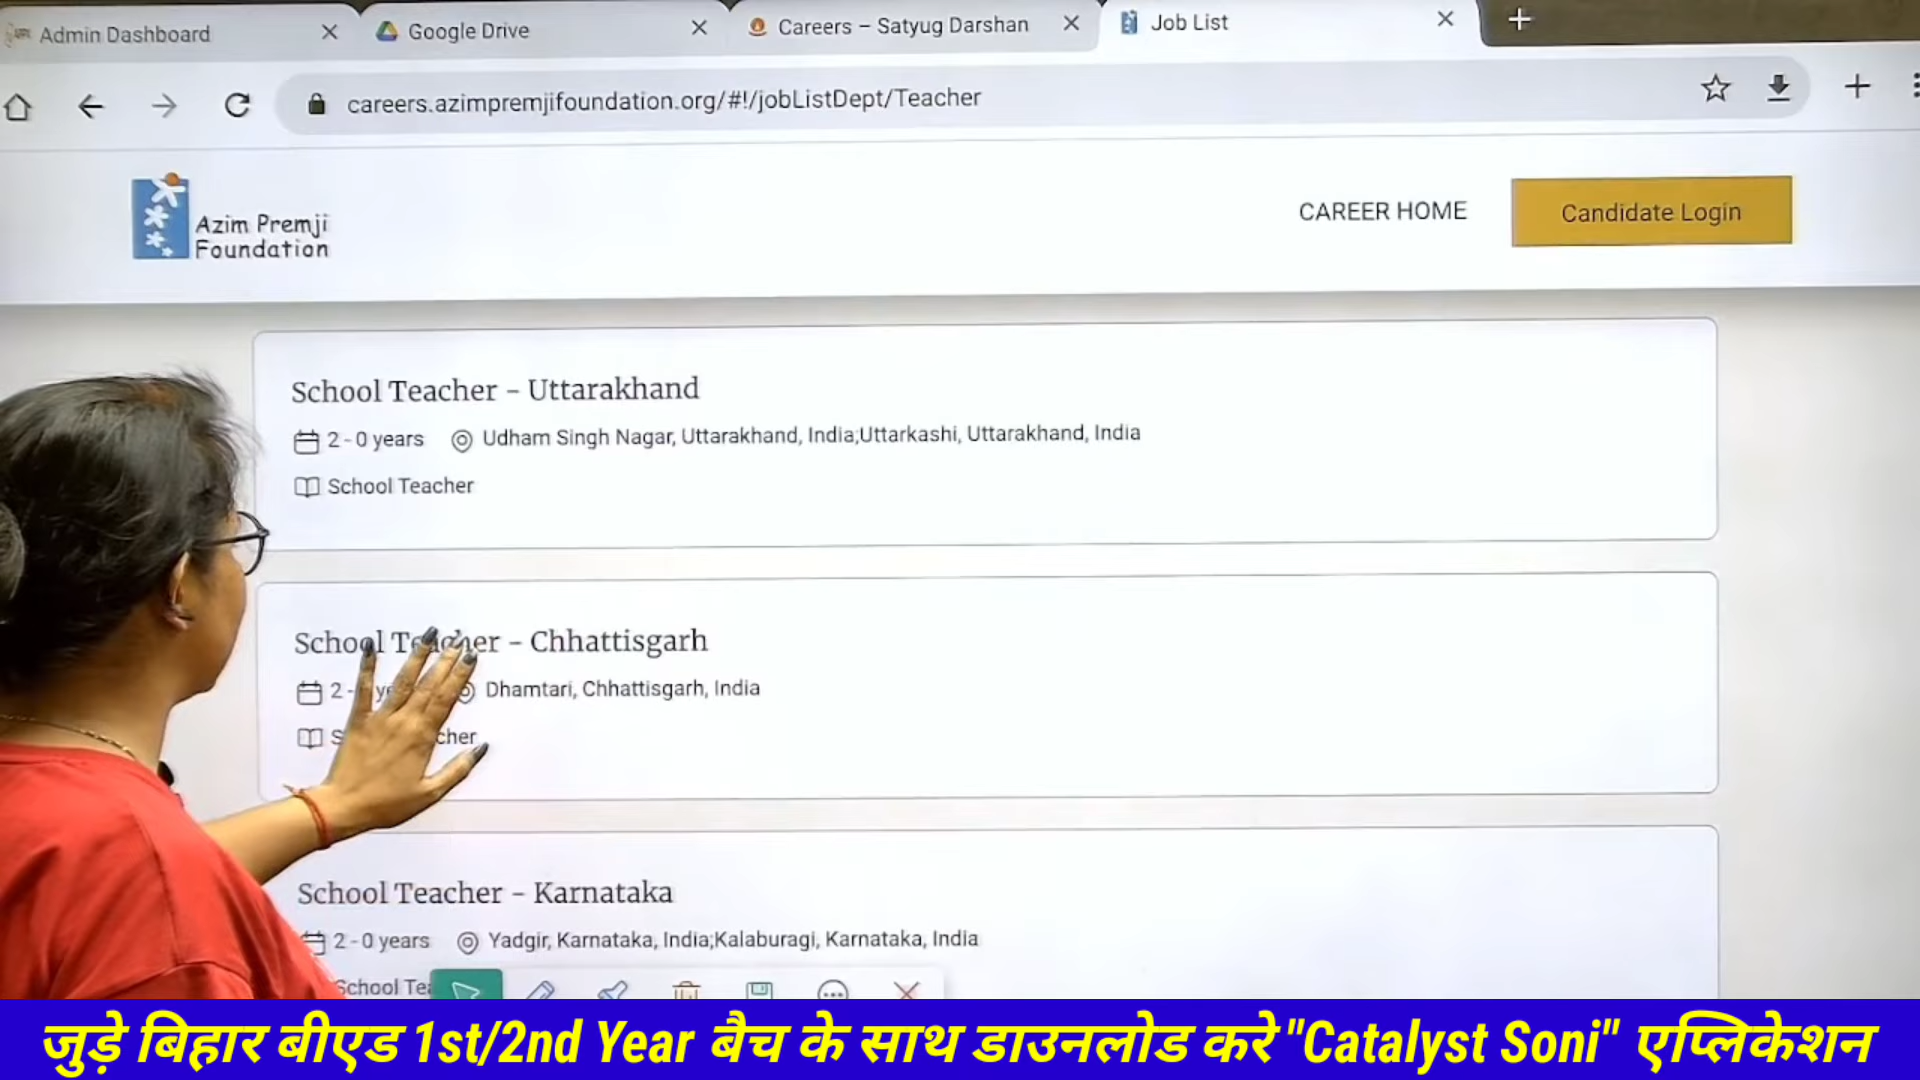 Admin Dashboard
Google Drive
Careers – Satyug Darshan
Job List
careers.azimpremjifoundation.org/#!/jobListDept/Teacher
Azim Premji
Foundation
CAREER HOME
Candidate Login
School Teacher – Uttarakhand
2 - 0 years
Udham Singh Nagar, Uttarakhand, India;Uttarkashi, Uttarakhand, India
School Teacher
School Teacher – Chhattisgarh
2 -
Dhamtari, Chhattisgarh, India
School Teacher – Karnataka
2 - 0 years
Yadgir, Karnataka, India;Kalaburagi, Karnataka, India
School
जुड़े बिहार बीएड 1st/2nd Year बैच के साथ डाउनलोड करे "Catalyst Soni" एप्लिकेशन